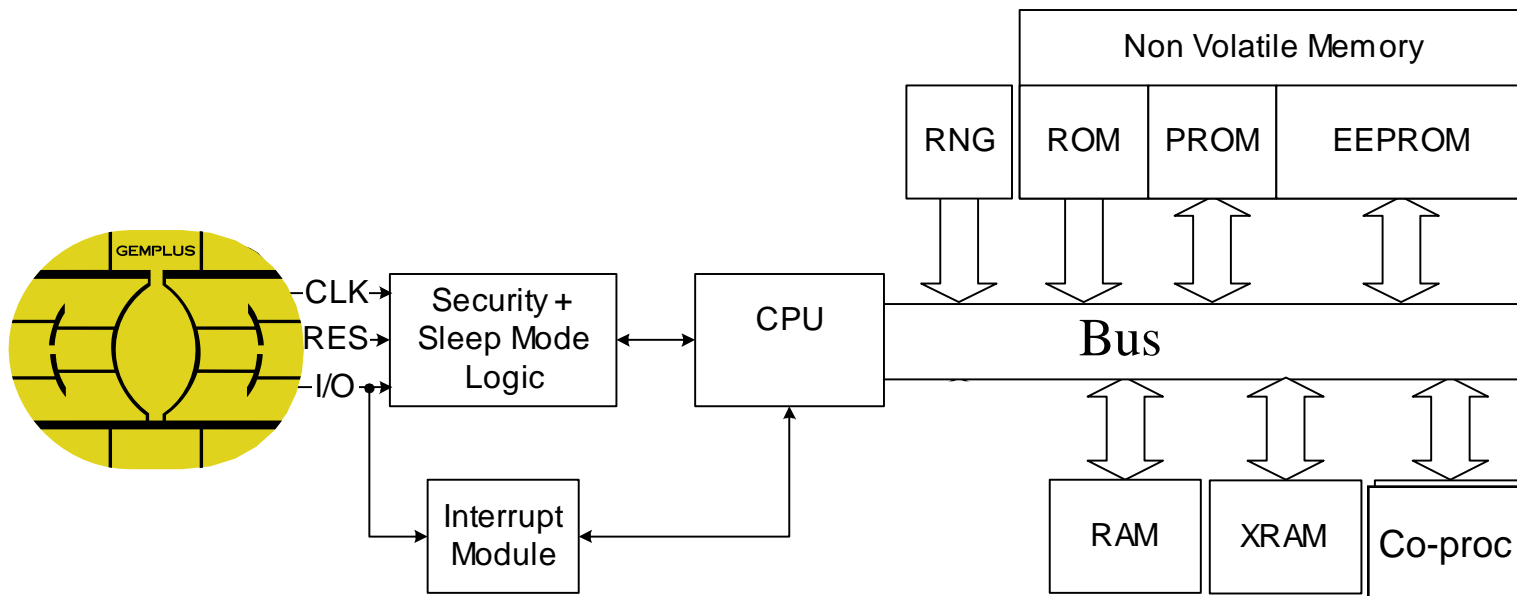 Non Volatile Memory
RNG
ROM
PROM
EEPROM
GEMPLUS
CLK
RES
I/O
Security +
Sleep Mode
Logic
CPU
Bus
Interrupt
Module
RAM
XRAM
Co-proc